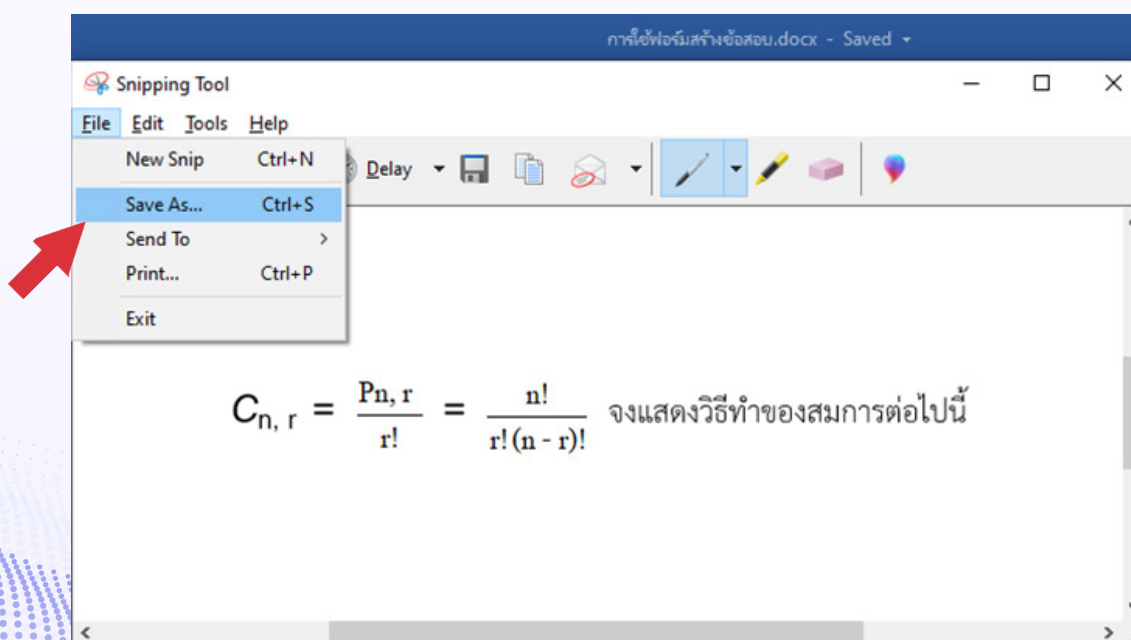 การใช้ฟอร์มสร้างข้อสอบ.docx - Saved
Snipping Tool
File Edit Tools Help
New Snip Ctrl+N
Delay
Save As... Ctrl+S
Send To >
Print... Ctrl+P
Exit
Cn, r = Pn, r / r! = n! / r! (n - r)! จงแสดงวิธีทำของสมการต่อไปนี้